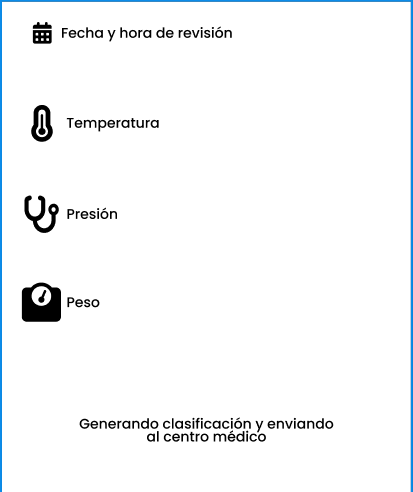 Fecha y hora de revisión
Temperatura
Presión
Peso
Generando clasificación y enviando
al centro médico